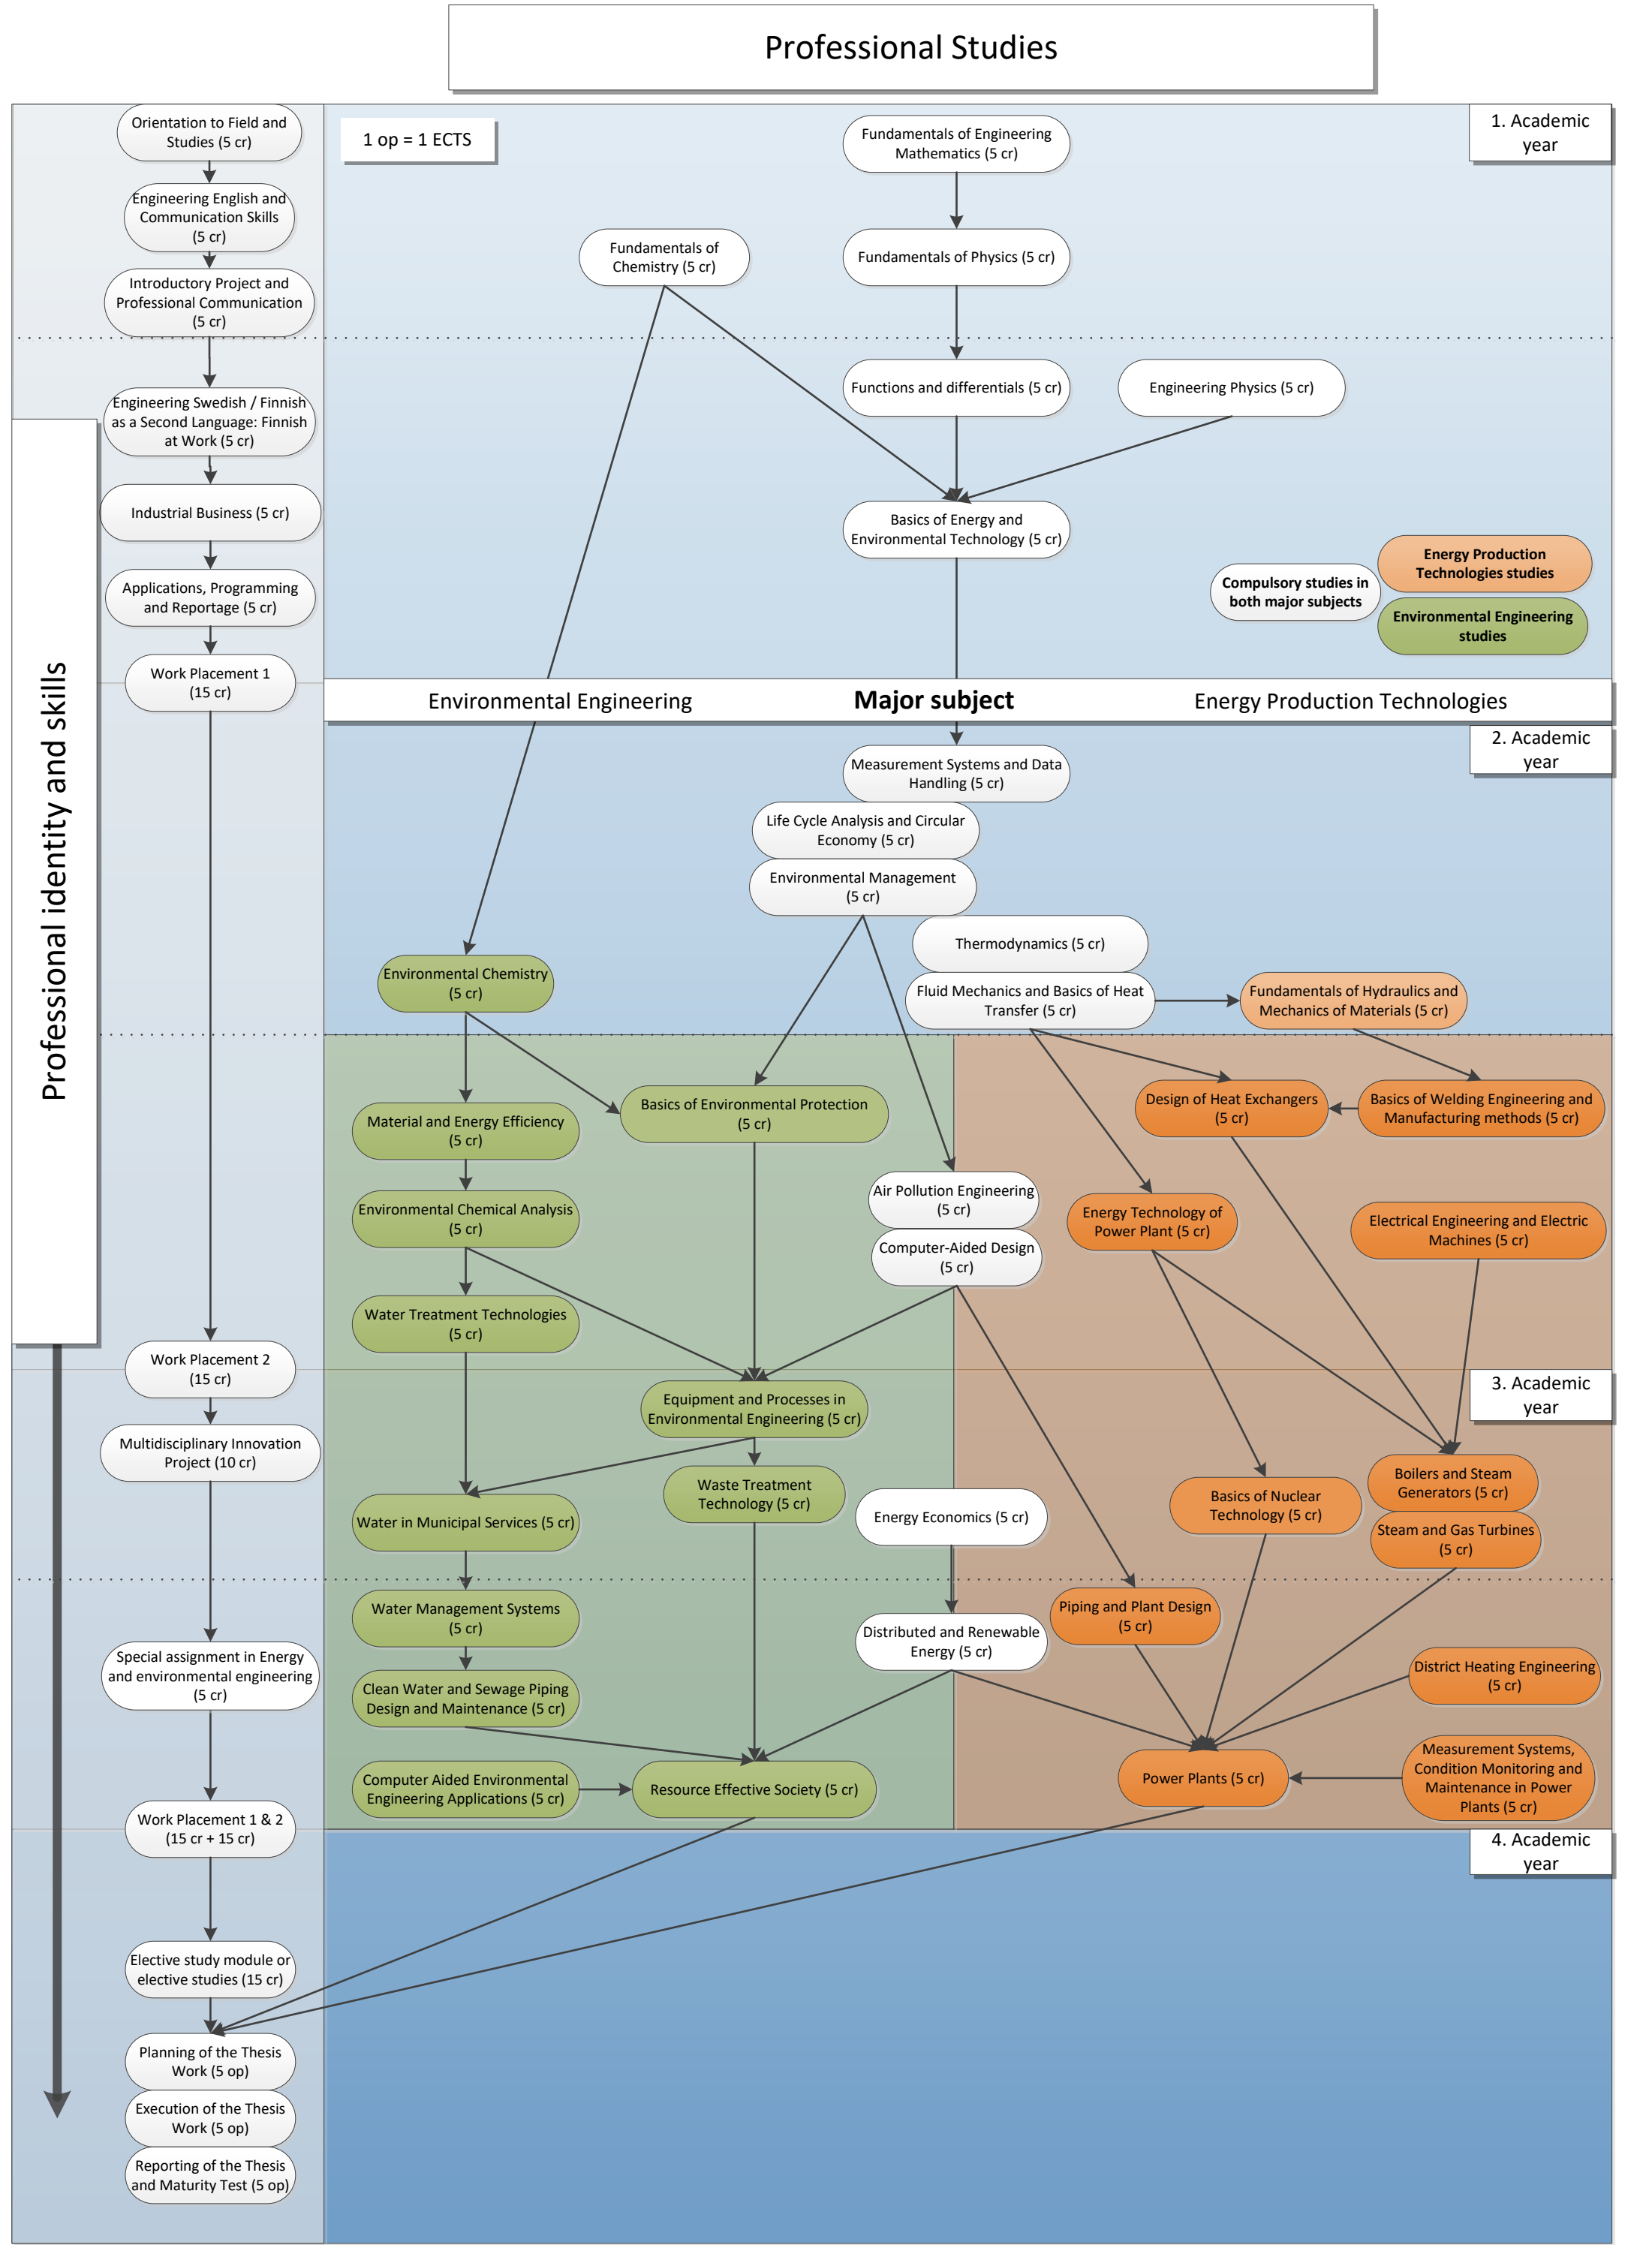 Professional Studies
Orientation to Field and
Studies (5 cr)
Engineering English and
Communication Skills
(5 cr)
Introductory Project and
Professional Communication
(5 cr)
Engineering Swedish / Finnish
as a Second Language: Finnish
at Work (5 cr)
Industrial Business (5 cr)
Applications, Programming
and Reportage (5 cr)
Work Placement 1
(15 cr)
Professional identity and skills
Work Placement 2
(15 cr)
Multidisciplinary Innovation
Project (10 cr)
Special assignment in Energy
and environmental engineering
(5 cr)
Work Placement 1 & 2
(15 cr + 15 cr)
Elective study module or
elective studies (15 cr)
Planning of the Thesis
Work (5 op)
Execution of the Thesis
Work (5 op)
Reporting of the Thesis
and Maturity Test (5 op)
1 op = 1 ECTS
1. Academic
year
Fundamentals of Engineering
Mathematics (5 cr)
Fundamentals of
Chemistry (5 cr)
Fundamentals of Physics (5 cr)
Functions and differentials (5 cr)
Engineering Physics (5 cr)
Basics of Energy and
Environmental Technology (5 cr)
Compulsory studies in
both major subjects
Energy Production
Technologies studies
Environmental Engineering
studies
Environmental Engineering
Major subject
Energy Production Technologies
2. Academic
year
Measurement Systems and Data
Handling (5 cr)
Life Cycle Analysis and Circular
Economy (5 cr)
Environmental Management
(5 cr)
Thermodynamics (5 cr)
Environmental Chemistry
(5 cr)
Fluid Mechanics and Basics of Heat
Transfer (5 cr)
Fundamentals of Hydraulics and
Mechanics of Materials (5 cr)
Material and Energy Efficiency
(5 cr)
Basics of Environmental Protection
(5 cr)
Design of Heat Exchangers
(5 cr)
Basics of Welding Engineering and
Manufacturing methods (5 cr)
Environmental Chemical Analysis
(5 cr)
Air Pollution Engineering
(5 cr)
Energy Technology of
Power Plant (5 cr)
Electrical Engineering and Electric
Machines (5 cr)
Computer-Aided Design
(5 cr)
Water Treatment Technologies
(5 cr)
3. Academic
year
Equipment and Processes in
Environmental Engineering (5 cr)
Waste Treatment
Technology (5 cr)
Water in Municipal Services (5 cr)
Energy Economics (5 cr)
Basics of Nuclear
Technology (5 cr)
Boilers and Steam
Generators (5 cr)
Steam and Gas Turbines
(5 cr)
Water Management Systems
(5 cr)
Distributed and Renewable
Energy (5 cr)
Piping and Plant Design
(5 cr)
District Heating Engineering
(5 cr)
Clean Water and Sewage Piping
Design and Maintenance (5 cr)
Computer Aided Environmental
Engineering Applications (5 cr)
Resource Effective Society (5 cr)
Power Plants (5 cr)
Measurement Systems,
Condition Monitoring and
Maintenance in Power
Plants (5 cr)
4. Academic
year